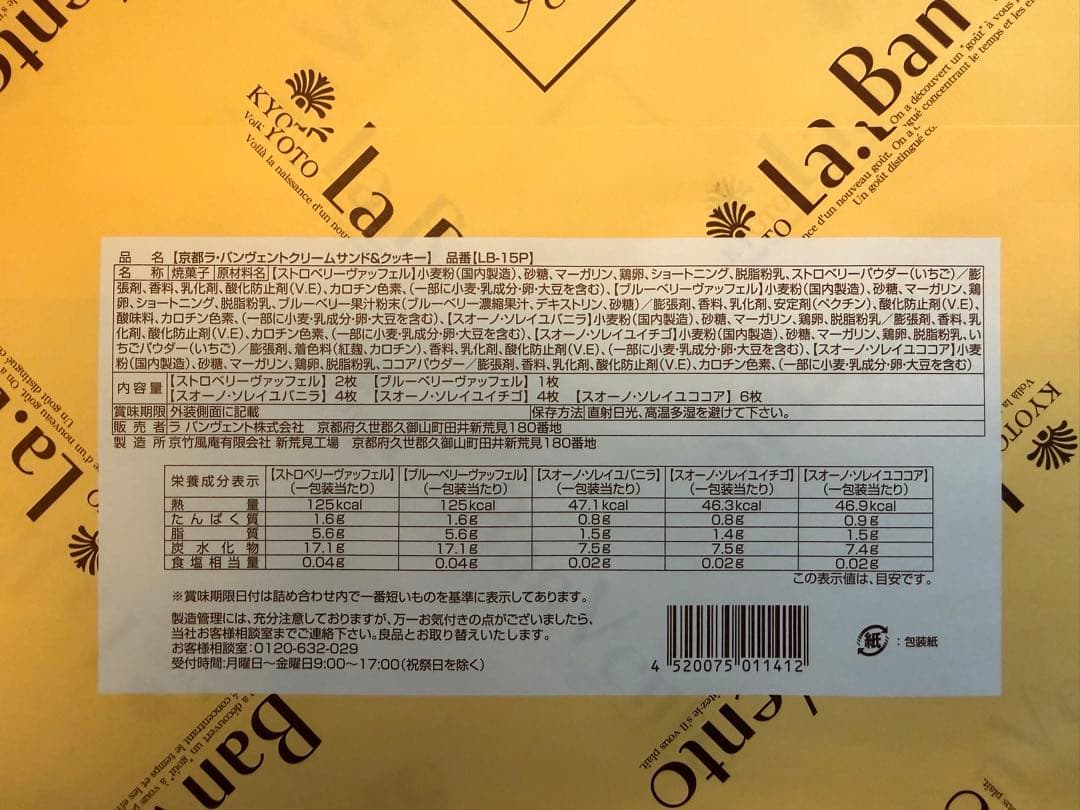 KYOTO
YOTO
Voilà la naissance d'un nou
La
La.
Ban
On a découvert un "goût" à vous
gué concentrant le temps et les
ce d'un nouveau goût. On a
Un goût distingué co
品 名【京都ラ・バンヴェントクリームサンド&クッキー】 品番【LB-15P】
名 称 焼菓子 原材料名【ストロベリーヴァッフェル】小麦粉(国内製造)、砂糖、マーガリン、鶏卵、ショートニング、脱脂粉乳、ストロベリーパウダー(いちご)/膨
張剤、香料、乳化剤、酸化防止剤(V.E)、カロチン色素、(一部に小麦・乳成分・卵・大豆を含む)、【ブルーベリーヴァッフェル】小麦粉(国内製造)、砂糖、マーガリン、鶏
卵、ショートニング、脱脂粉乳、ブルーベリー果汁粉末(ブルーベリー濃縮果汁、デキストリン、砂糖)/膨張剤、香料、乳化剤、安定剤(ペクチン)、酸化防止剤(V.E)、
酸味料、カロチン色素、(一部に小麦・乳成分・卵・大豆を含む)、【スオーノ・ソレイユバニラ】小麦粉(国内製造)、砂糖、マーガリン、鶏卵、脱脂粉乳/膨張剤、香料、乳
化剤、酸化防止剤(V.E)、カロチン色素、(一部に小麦・乳成分・卵・大豆を含む)、【スオーノ・ソレイユイチゴ】小麦粉(国内製造)、砂糖、マーガリン、鶏卵、脱脂粉乳、い
ちごパウダー(いちご)/膨張剤、着色料(紅麹、カロチン)、香料、乳化剤、酸化防止剤(V.E)、(一部に小麦・乳成分・卵・大豆を含む)、【スオーノ・ソレイユココア】小麦
粉(国内製造)、砂糖、マーガリン、鶏卵、脱脂粉乳、ココアパウダー/膨張剤、香料、乳化剤、酸化防止剤(V.E)、カロチン色素、(一部に小麦・乳成分・卵・大豆を含む)
内容量【ストロベリーヴァッフェル】2枚 【ブルーベリーヴァッフェル】1枚
【スオーノ・ソレイユバニラ】4枚 【スオーノ・ソレイユイチゴ】4枚 【スオーノ・ソレイユココア】6枚
賞味期限 外装側面に記載 保存方法 直射日光、高温多湿を避けて下さい。
販売者 ラ バンヴェント株式会社 京都府久世郡久御山町田井新荒見180番地
製造所 京竹風庵有限会社 新荒見工場 京都府久世郡久御山町田井新荒見180番地
栄養成分表示 【ストロベリーヴァッフェル】(一包装当たり) 【ブルーベリーヴァッフェル】(一包装当たり) 【スオーノ・ソレイユバニラ】(一包装当たり) 【スオーノ・ソレイユイチゴ】(一包装当たり) 【スオーノ・ソレイユココア】(一包装当たり)
熱量 125kcal 125kcal 47.1kcal 46.3kcal 46.9kcal
たんぱく質 1.6g 1.6g 0.8g 0.8g 0.9g
脂質 5.6g 5.6g 1.5g 1.4g 1.5g
炭水化物 17.1g 17.1g 7.5g 7.5g 7.4g
食塩相当量 0.04g 0.04g 0.02g 0.02g 0.02g
この表示値は、目安です。
※賞味期限日付は詰め合わせ内で一番短いものを基準に表示してあります。
製造管理には、充分注意しておりますが、万一お気付きの点がございましたら、
当社お客様相談室までご連絡下さい。良品とお取り替えいたします。
お客様相談室:0120-632-029
受付時間:月曜日~金曜日9:00~17:00(祝祭日を除く)
4 520075 011412
紙 :包装紙
KYOTO
La.
Ban
vento